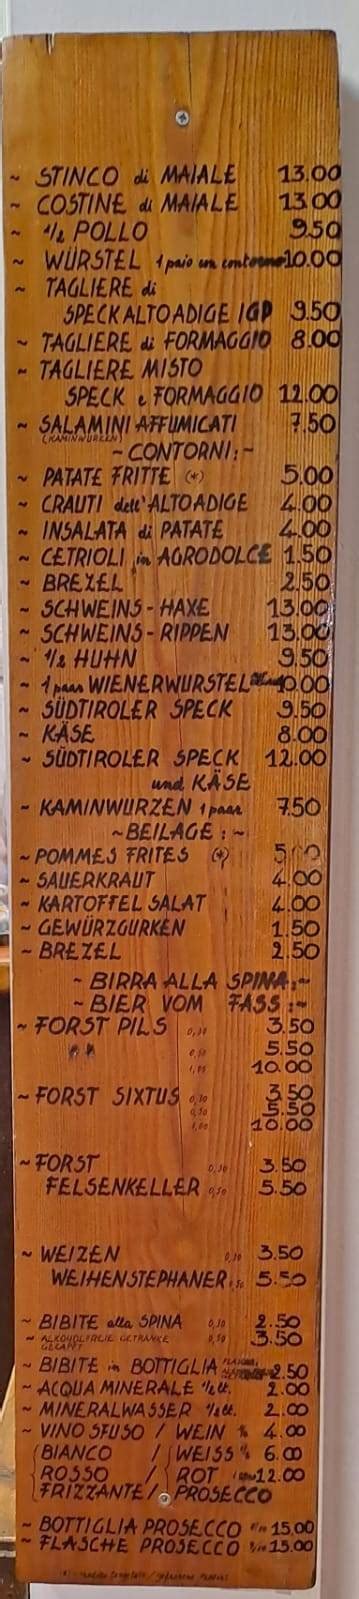 ~ STINCO di MAIALE 13.00
~ COSTINE di MAIALE 13.00
~ 1/2 POLLO 9.50
~ WÜRSTEL 1 paio con contorno 10.00
~ TAGLIERE di
SPECK ALTO ADIGE IGP 9.50
~ TAGLIERE di FORMAGGIO 8.00
~ TAGLIERE MISTO
SPECK e FORMAGGIO 12.00
~ SALAMINI AFFUMICATI 7.50
(KAMINWURZEN)
~ CONTORNI: ~
~ PATATE FRITTE (*) 5.00
~ CRAUTI dell'ALTO ADIGE 4.00
~ INSALATA di PATATE 4.00
~ CETRIOLI in AGRODOLCE 1.50
~ BREZEL 2.50
~ SCHWEINS-HAXE 13.00
~ SCHWEINS-RIPPEN 13.00
~ 1/2 HUHN 9.50
~ 1 paar WIENERWURSTEL 10.00
~ SÜDTIROLER SPECK 9.50
~ KÄSE 8.00
~ SÜDTIROLER SPECK 12.00
und KÄSE
~ KAMINWURZEN 1 paar 7.50
~ BEILAGE: ~
~ POMMES FRITES (*) 5.00
~ SAUERKRAUT 4.00
~ KARTOFFEL SALAT 4.00
~ GEWÜRZGURKEN 1.50
~ BREZEL 2.50
~ BIRRA ALLA SPINA: ~
~ BIER VOM FASS: ~
~ FORST PILS 0,30 3.50
" " 0,50 5.50
1,00 10.00
~ FORST SIXTUS 0,30 3.50
0,50 5.50
1,00 10.00
~ FORST 0,30 3.50
FELSENKELLER 0,50 5.50
~ WEIZEN 0,30 3.50
WEIHENSTEPHANER 0,50 5.50
~ BIBITE alla SPINA 0,30 2.50
~ ALKOHOLFREIE GETRÄNKE 0,50 3.50
~ BIBITE in BOTTIGLIA 2.50
~ ACQUA MINERALE 1/2 lt. 2.00
~ MINERALWASSER 1/2 lt. 2.00
~ VINO SFUSO / WEIN 4.00
BIANCO / WEISS 6.00
ROSSO / ROT 12.00
FRIZZANTE / PROSECCO
~ BOTTIGLIA PROSECCO 15,00
~ FLASCHE PROSECCO 15.00